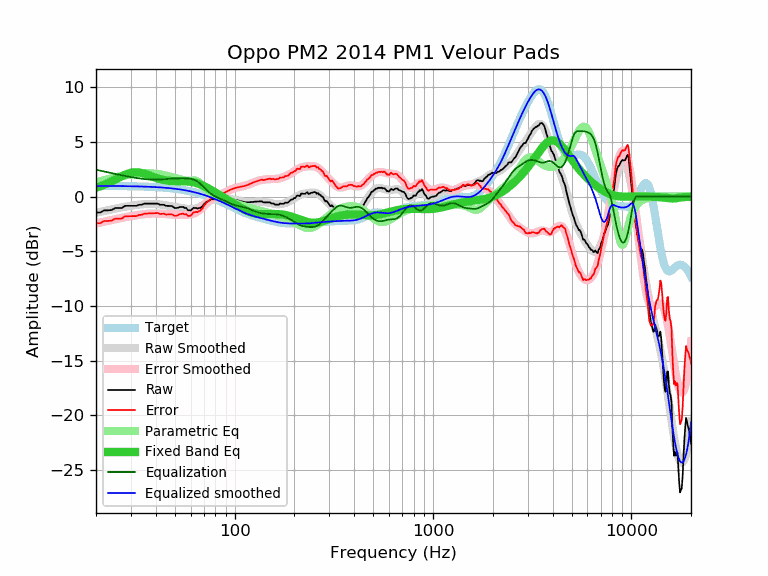 Oppo PM2 2014 PM1 Velour Pads
Amplitude (dBr)
10
5
0
−5
−10
−15
−20
−25
Target
Raw Smoothed
Error Smoothed
Raw
Error
Parametric Eq
Fixed Band Eq
Equalization
Equalized smoothed
100
1000
10000
Frequency (Hz)